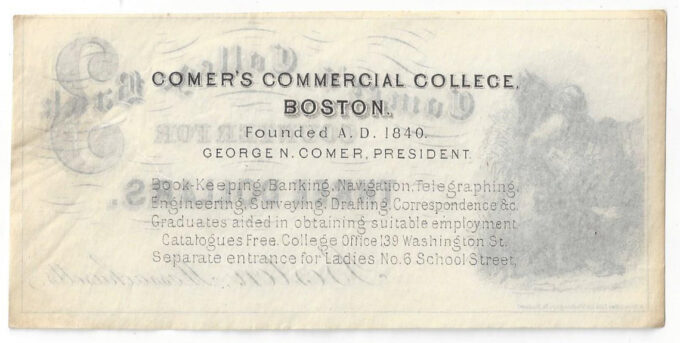 COMER'S COMMERCIAL COLLEGE,
BOSTON.
Founded A.D. 1840.
GEORGE N. COMER, PRESIDENT.
Book-Keeping, Banking, Navigation, Telegraphing,
Engineering, Surveying, Drafting, Correspondence &c.
Graduates aided in obtaining suitable employment
Catalogues Free. College Office 139 Washington St.
Separate entrance for Ladies No. 6 School Street,